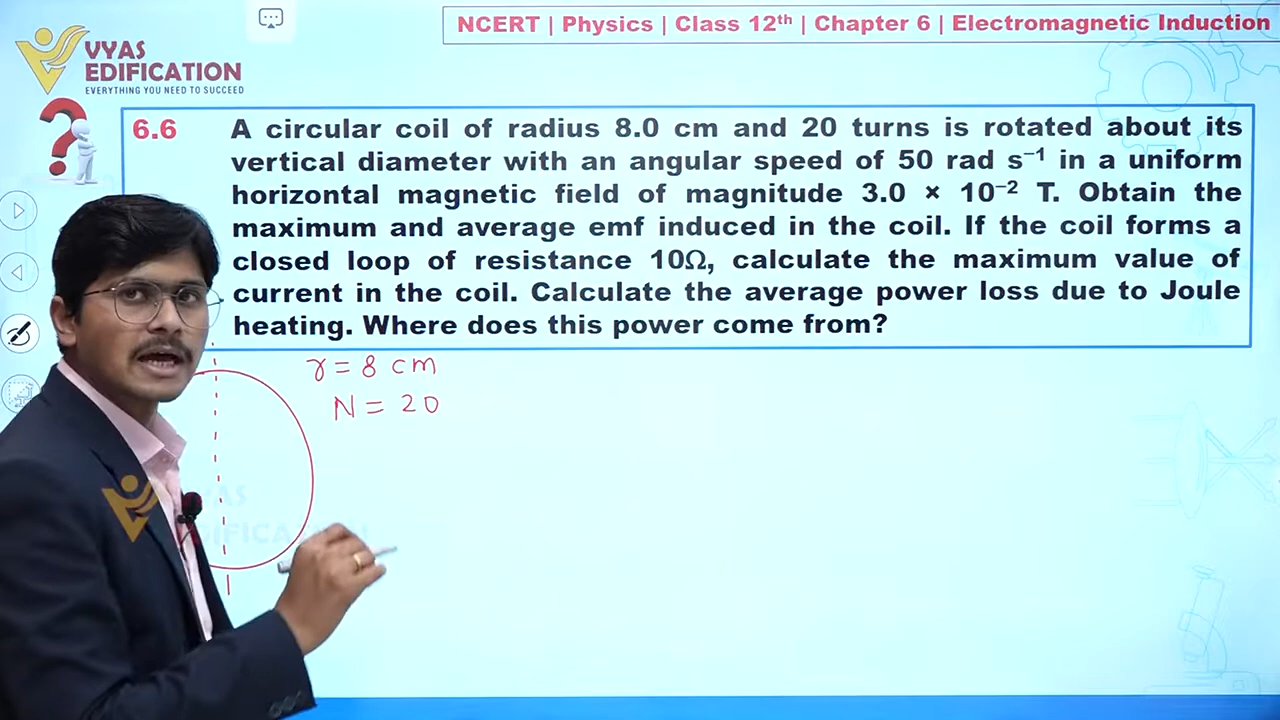 NCERT | Physics | Class 12th | Chapter 6 | Electromagnetic Induction
VYAS
EDIFICATION
EVERYTHING YOU NEED TO SUCCEED
6.6 A circular coil of radius 8.0 cm and 20 turns is rotated about its
vertical diameter with an angular speed of 50 rad s⁻¹ in a uniform
horizontal magnetic field of magnitude 3.0 × 10⁻² T. Obtain the
maximum and average emf induced in the coil. If the coil forms a
closed loop of resistance 10Ω, calculate the maximum value of
current in the coil. Calculate the average power loss due to Joule
heating. Where does this power come from?
r = 8 cm
N = 20